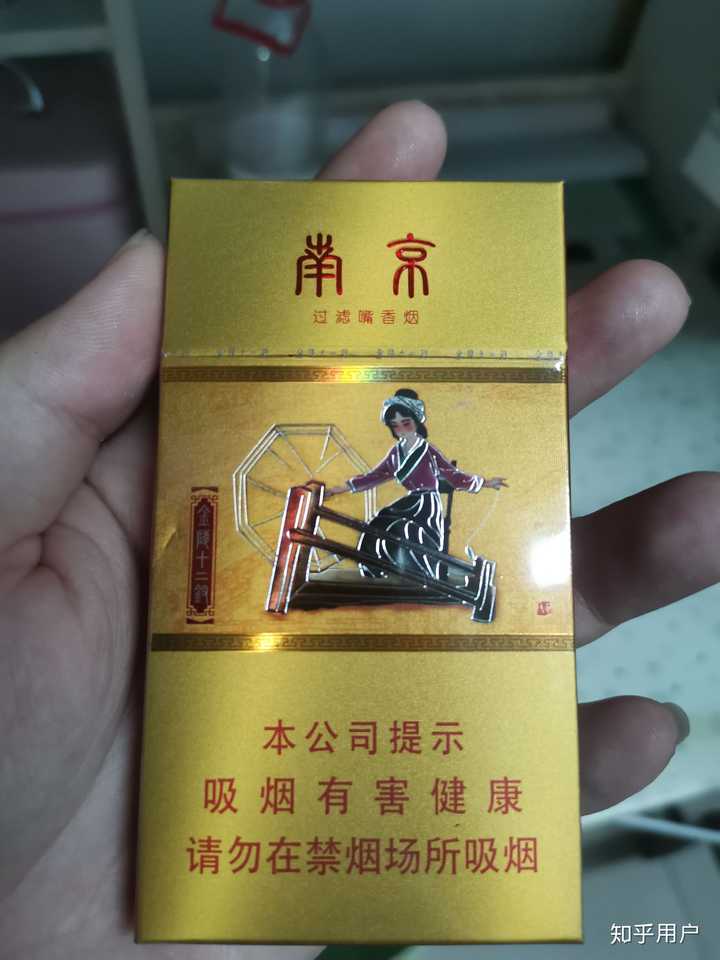 南京
过滤嘴香烟
金陵十二钗
本公司提示
吸烟有害健康
请勿在禁烟场所吸烟
知乎用户